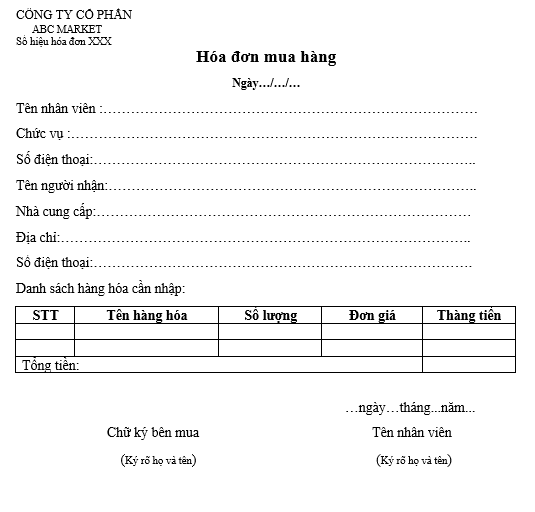 CÔNG TY CỔ PHẦN
ABC MARKET
Số hiệu hóa đơn XXX
Hóa đơn mua hàng
Ngày…/…/…
Tên nhân viên :……………………………………………………………………
Chức vụ :…………………………………………………………………………
Số điện thoại:……………………………………………………………………..
Tên người nhận:…………………………………………………………………..
Nhà cung cấp:……………………………………………………………………
Địa chỉ:…………………………………………………………………………..
Số điện thoại:……………………………………………………………………
Danh sách hàng hóa cần nhập:
STT Tên hàng hóa Số lượng Đơn giá Thàng tiền
Tổng tiền:
…ngày…tháng...năm...
Chữ ký bên mua Tên nhân viên
(Ký rõ họ và tên) (Ký rõ họ và tên)